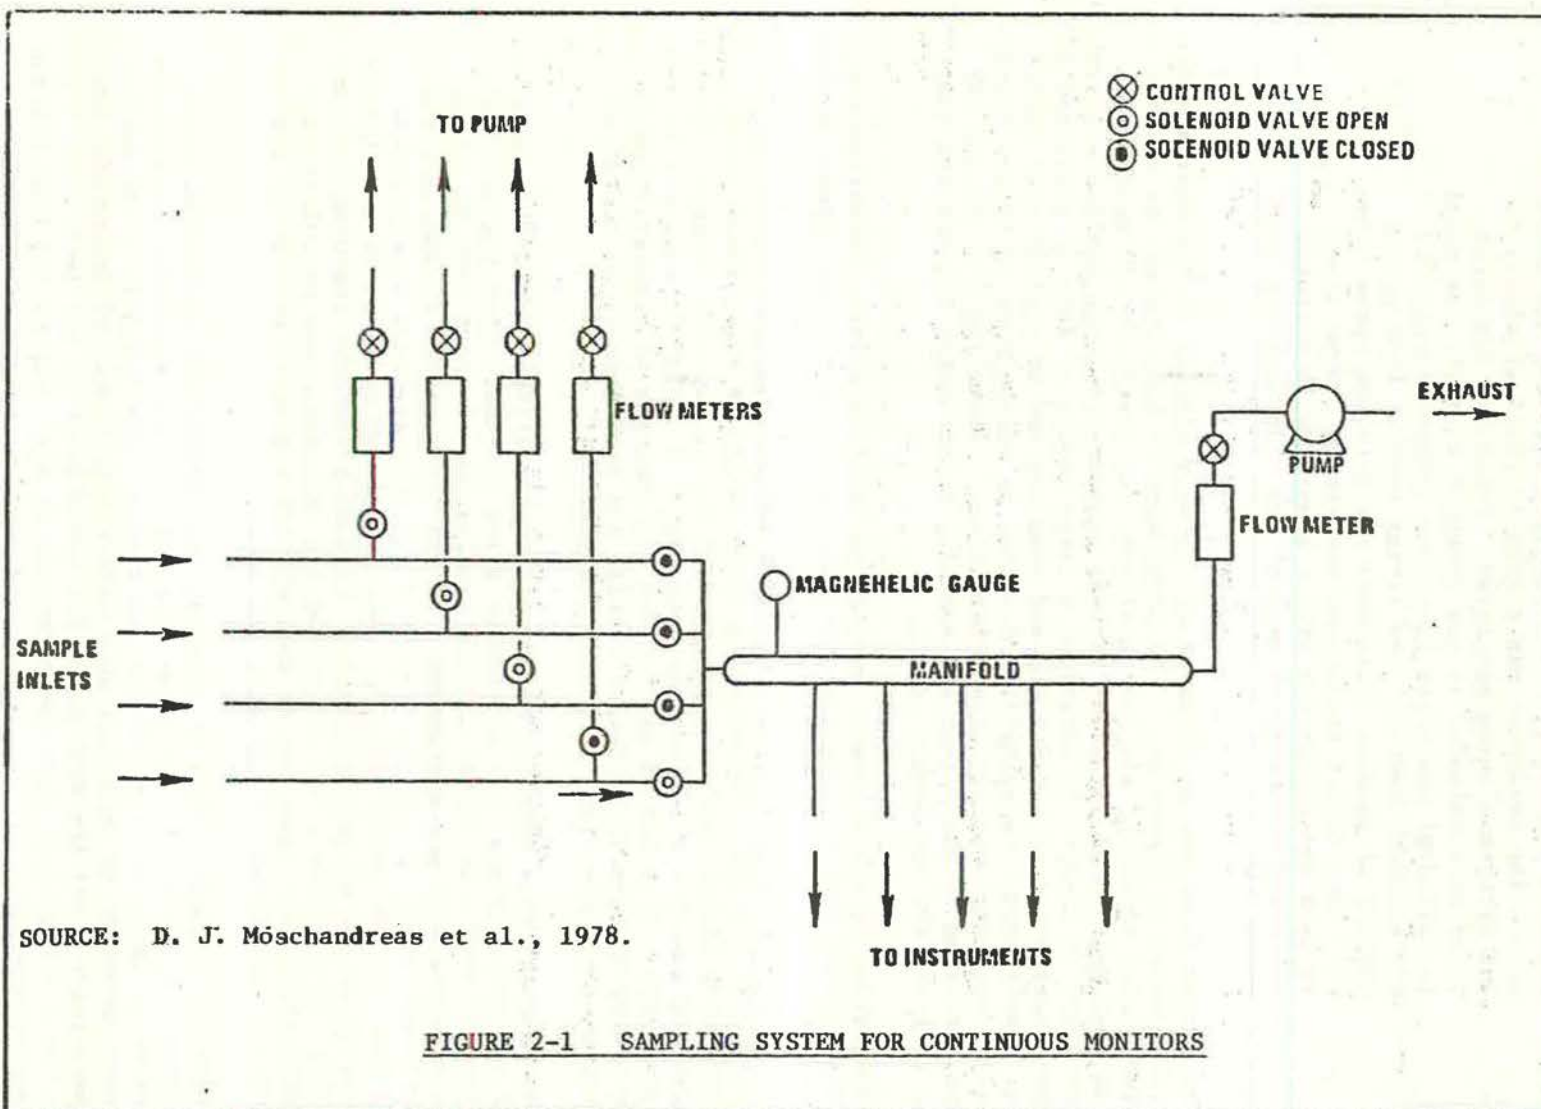 CONTROL VALVE
SOLENOID VALVE OPEN
SOLENOID VALVE CLOSED
TO PUMP
FLOW METERS
EXHAUST
PUMP
FLOW METER
MAGNEHELIC GAUGE
SAMPLE
INLETS
MANIFOLD
TO INSTRUMENTS
SOURCE: D. J. Moschandreas et al., 1978.
FIGURE 2-1 SAMPLING SYSTEM FOR CONTINUOUS MONITORS